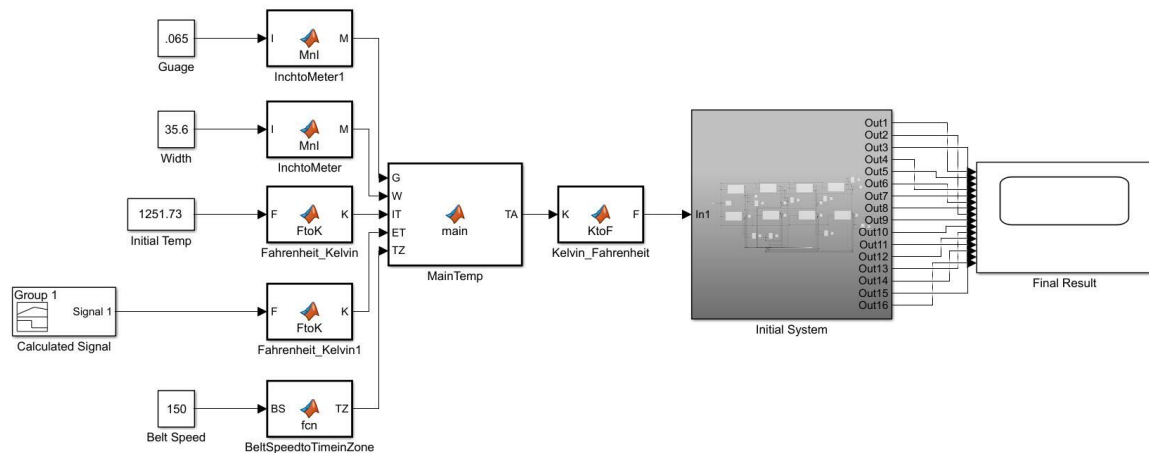 .065
Guage
I
MnI
M
InchtoMeter1
35.6
Width
I
MnI
M
InchtoMeter
1251.73
Initial Temp
F
FtoK
K
Fahrenheit_Kelvin
Group 1
Signal 1
Calculated Signal
F
FtoK
K
Fahrenheit_Kelvin1
150
Belt Speed
BS
fcn
TZ
BeltSpeedtoTimeinZone
G
W
IT
ET
TZ
main
TA
MainTemp
K
KtoF
F
Kelvin_Fahrenheit
In1
Out1
Out2
Out3
Out4
Out5
Out6
Out7
Out8
Out9
Out10
Out11
Out12
Out13
Out14
Out15
Out16
Initial System
Final Result